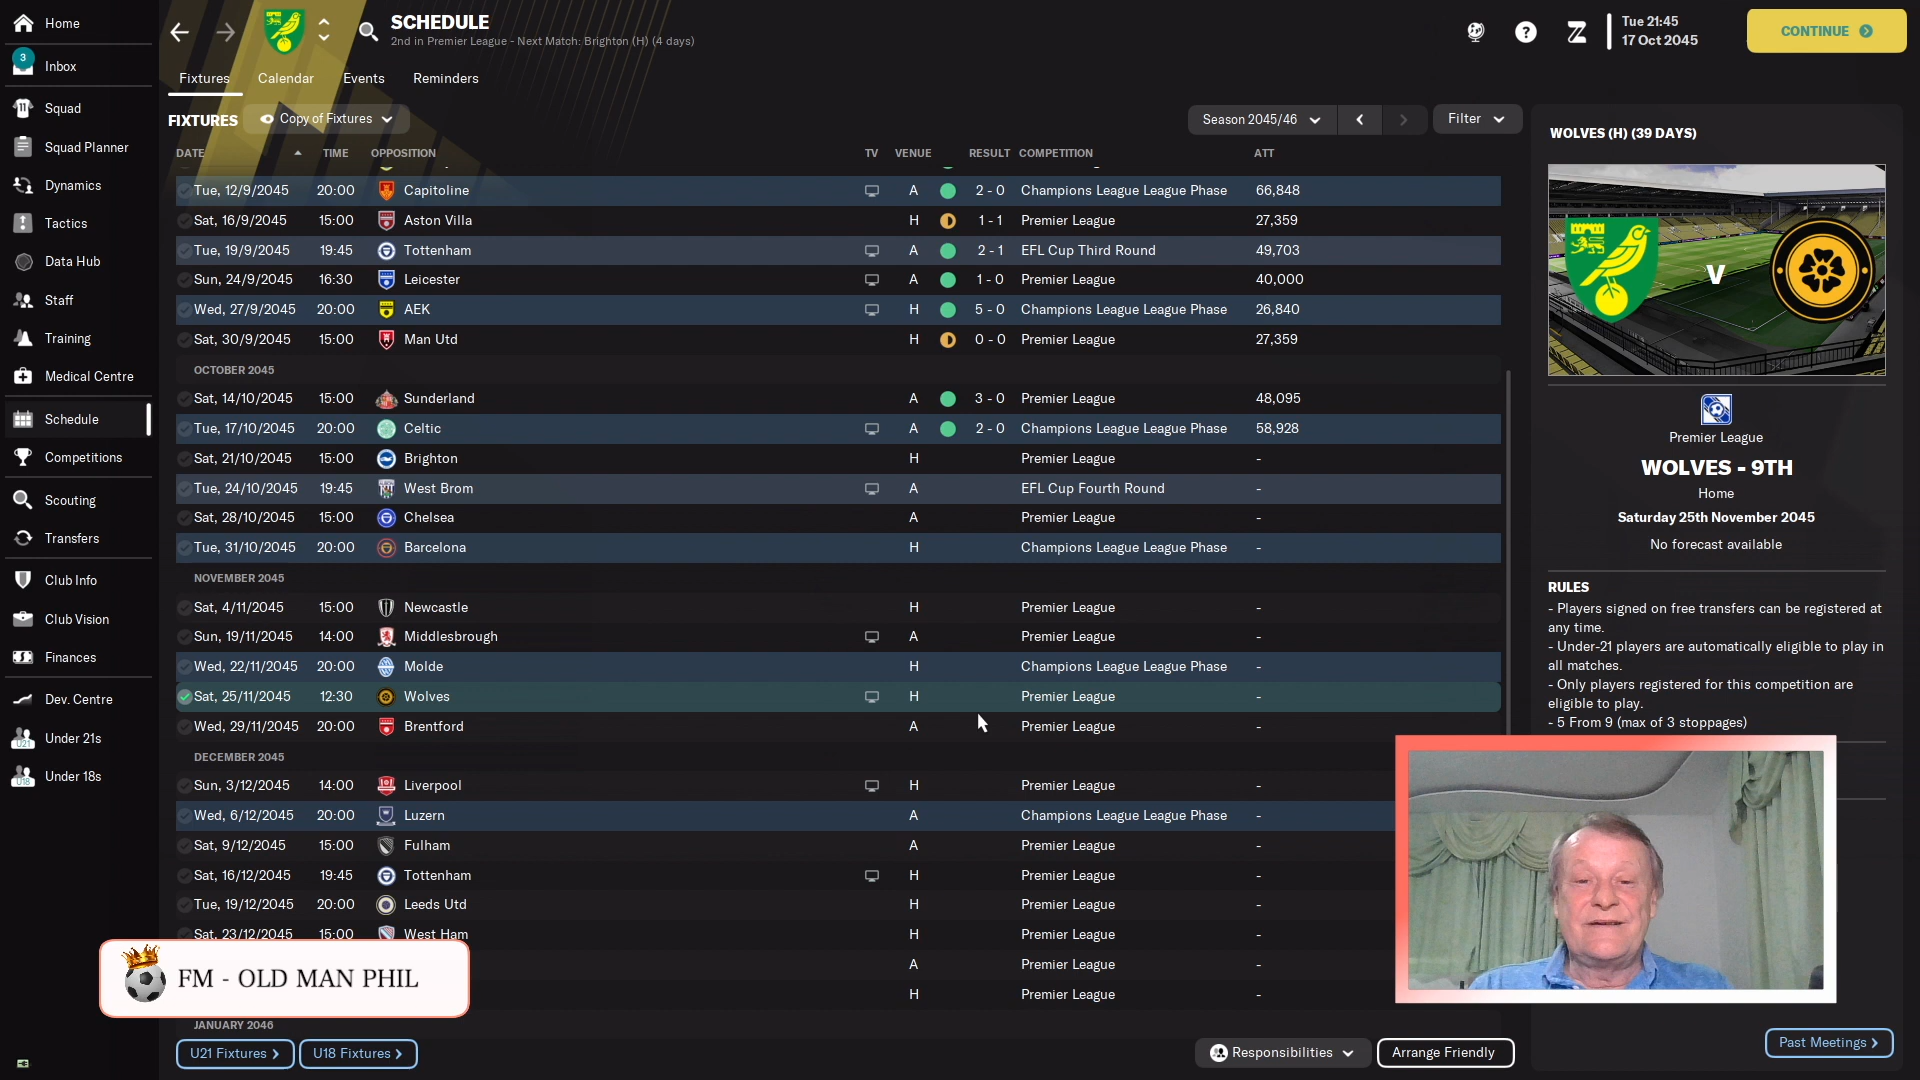 Home
3
Inbox
Squad
Squad Planner
Dynamics
Tactics
Data Hub
Staff
Training
Medical Centre
Schedule
Competitions
Scouting
Transfers
Club Info
Club Vision
Finances
Dev. Centre
U21
Under 21s
U18
Under 18s
SCHEDULE
2nd in Premier League - Next Match: Brighton (H) (4 days)
Tue 21:45
17 Oct 2045
CONTINUE
Fixtures Calendar Events Reminders
FIXTURES Copy of Fixtures Season 2045/46 Filter
DATE TIME OPPOSITION TV VENUE RESULT COMPETITION ATT
Tue, 12/9/2045 20:00 Capitoline A 2 - 0 Champions League League Phase 66,848
Sat, 16/9/2045 15:00 Aston Villa H 1 - 1 Premier League 27,359
Tue, 19/9/2045 19:45 Tottenham A 2 - 1 EFL Cup Third Round 49,703
Sun, 24/9/2045 16:30 Leicester A 1 - 0 Premier League 40,000
Wed, 27/9/2045 20:00 AEK H 5 - 0 Champions League League Phase 26,840
Sat, 30/9/2045 15:00 Man Utd H 0 - 0 Premier League 27,359
OCTOBER 2045
Sat, 14/10/2045 15:00 Sunderland A 3 - 0 Premier League 48,095
Tue, 17/10/2045 20:00 Celtic A 2 - 0 Champions League League Phase 58,928
Sat, 21/10/2045 15:00 Brighton H Premier League -
Tue, 24/10/2045 19:45 West Brom A EFL Cup Fourth Round -
Sat, 28/10/2045 15:00 Chelsea A Premier League -
Tue, 31/10/2045 20:00 Barcelona H Champions League League Phase -
NOVEMBER 2045
Sat, 4/11/2045 15:00 Newcastle H Premier League -
Sun, 19/11/2045 14:00 Middlesbrough A Premier League -
Wed, 22/11/2045 20:00 Molde H Champions League League Phase -
Sat, 25/11/2045 12:30 Wolves H Premier League -
Wed, 29/11/2045 20:00 Brentford A Premier League -
DECEMBER 2045
Sun, 3/12/2045 14:00 Liverpool H Premier League -
Wed, 6/12/2045 20:00 Luzern A Champions League League Phase -
Sat, 9/12/2045 15:00 Fulham A Premier League -
Sat, 16/12/2045 19:45 Tottenham H Premier League -
Tue, 19/12/2045 20:00 Leeds Utd H Premier League -
Sat, 23/12/2045 15:00 West Ham H Premier League -
A Premier League -
H Premier League -
JANUARY 2046
FM - OLD MAN PHIL
U21 Fixtures U18 Fixtures Responsibilities Arrange Friendly
WOLVES (H) (39 DAYS)
V
Premier League
WOLVES - 9TH
Home
Saturday 25th November 2045
No forecast available
RULES
- Players signed on free transfers can be registered at
any time.
- Under-21 players are automatically eligible to play in
all matches.
- Only players registered for this competition are
eligible to play.
- 5 From 9 (max of 3 stoppages)
Past Meetings